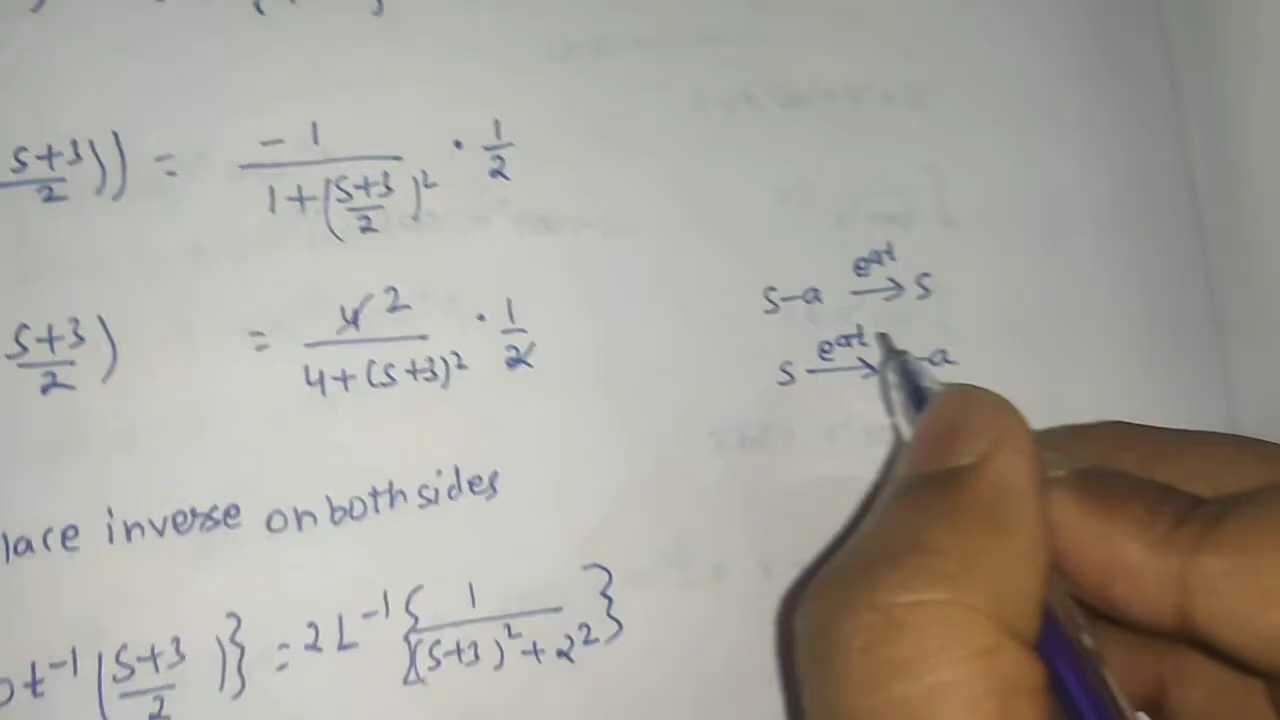 s+3/2)) = -1/(1+(s+3/2)²) · 1/2
s-a →(e^at) s
s+3/2) = 4 2/(4+(s+3)²) · 1/2
s →(e^at) -a
lace inverse on both sides
ot⁻¹(s+3/2)} = 2 L⁻¹{1/((s+3)²+2²)}